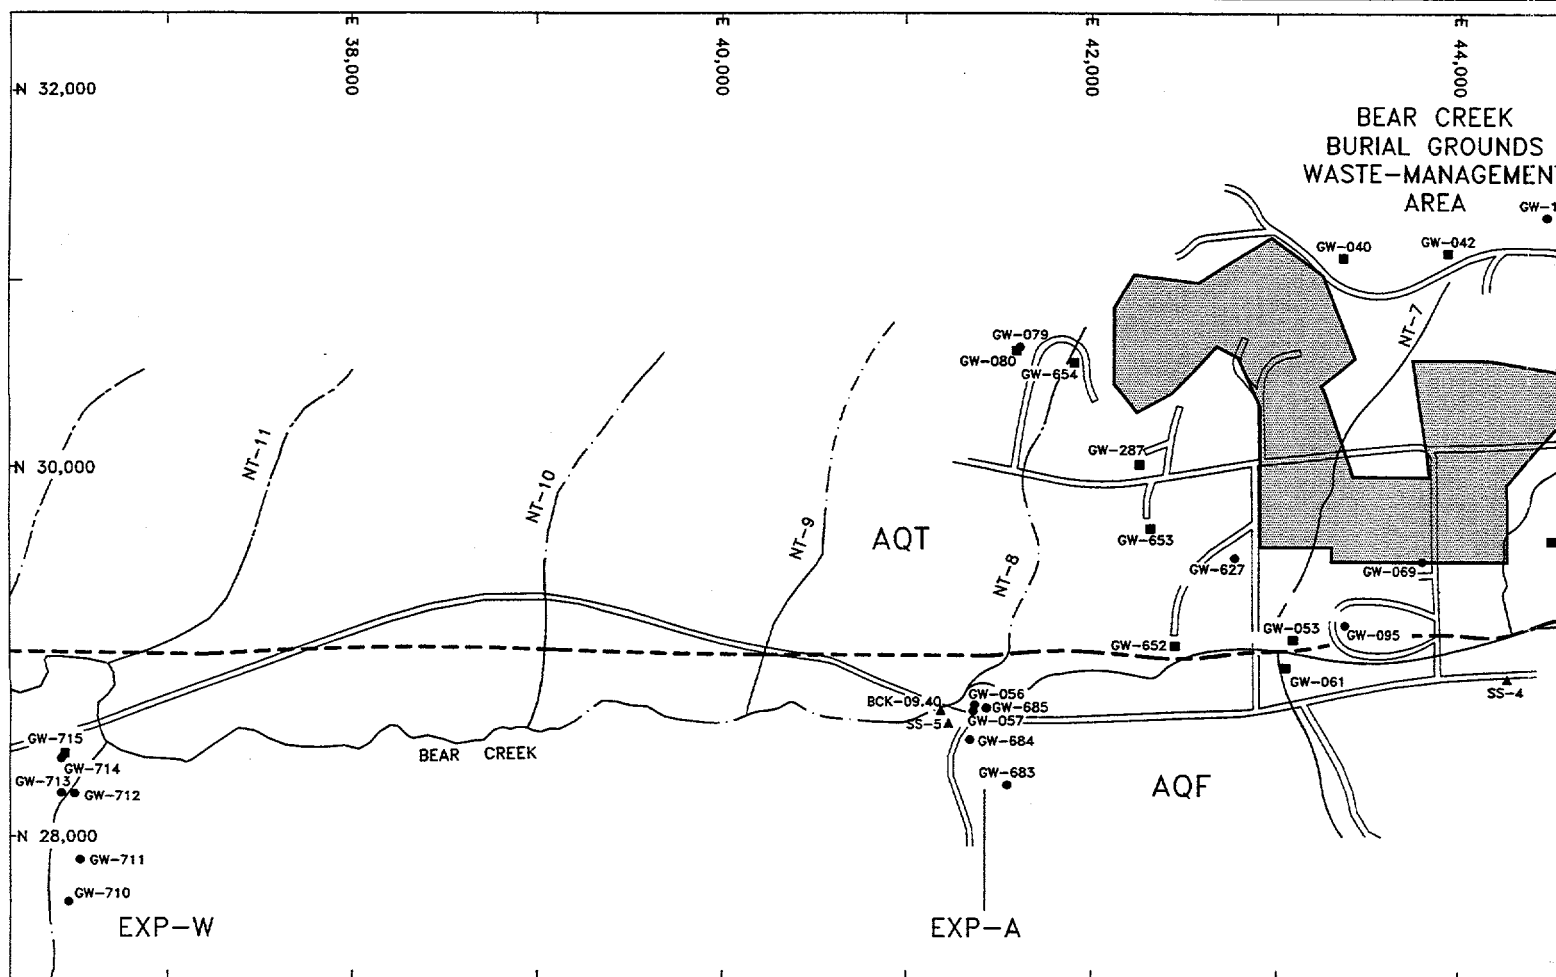 E 38,000
E 40,000
E 42,000
E 44,000
N 32,000
BEAR CREEK
BURIAL GROUNDS
WASTE-MANAGEMENT
AREA
GW-1
GW-040
GW-042
GW-079
GW-080
GW-654
NT-7
NT-11
NT-10
NT-9
NT-8
N 30,000
GW-287
AQT
GW-653
GW-627
GW-069
GW-053
GW-095
GW-652
GW-061
SS-4
BCK-09.40
GW-056
GW-685
GW-057
SS-5
GW-684
GW-683
BEAR CREEK
AQF
GW-715
GW-714
GW-713
GW-712
N 28,000
GW-711
GW-710
EXP-W
EXP-A